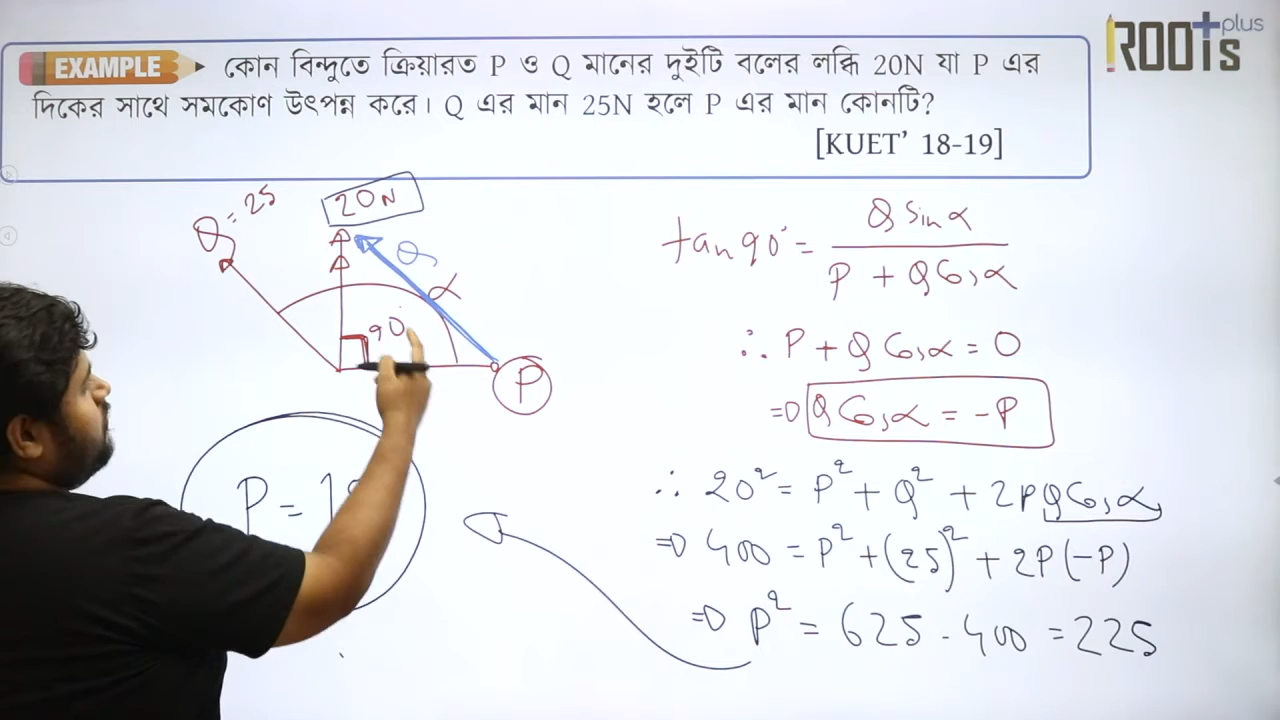 ROOTs plus
EXAMPLE কোন বিন্দুতে ক্রিয়ারত P ও Q মানের দুইটি বলের লব্ধি 20N যা P এর
দিকের সাথে সমকোণ উৎপন্ন করে। Q এর মান 25N হলে P এর মান কোনটি?
[KUET’ 18-19]
Q = 25
20N
Q
α
90°
P
P = 1
tan 90° = Q sin α / P + Q Cos α
∴ P + Q Cos α = 0
⇒ Q Cos α = -P
∴ 20² = P² + Q² + 2PQ Cos α
⇒ 400 = P² + (25)² + 2P(-P)
⇒ P² = 625 - 400 = 225